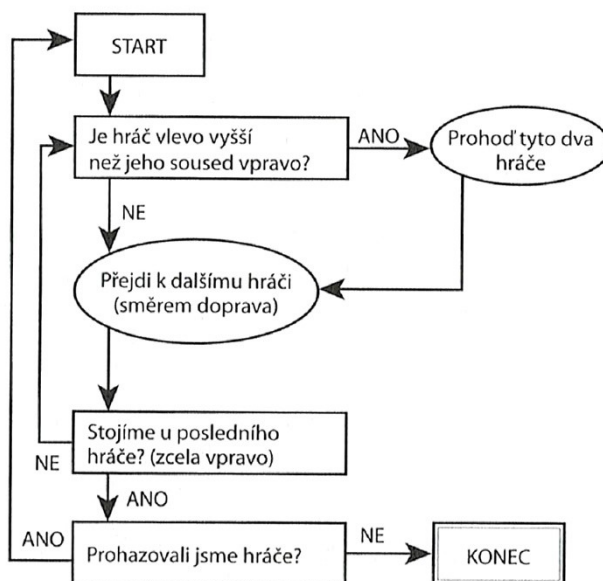 START
Je hráč vlevo vyšší
než jeho soused vpravo?
ANO
Prohoď tyto dva
hráče
NE
Přejdi k dalšímu hráči
(směrem doprava)
Stojíme u posledního
hráče? (zcela vpravo)
NE
ANO
ANO
Prohazovali jsme hráče?
NE
KONEC